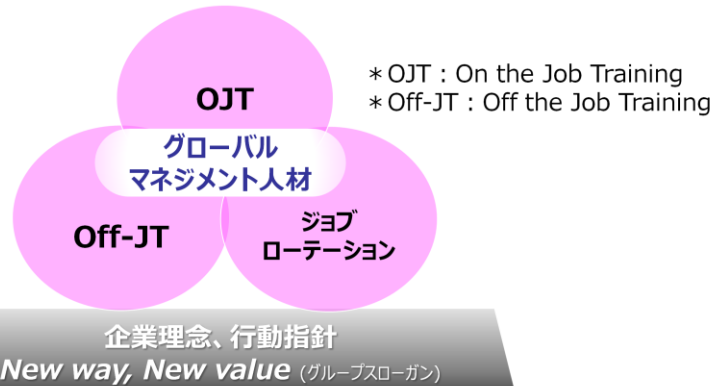 OJT
＊OJT：On the Job Training
＊Off-JT：Off the Job Training
グローバル
マネジメント人材
Off-JT
ジョブ
ローテーション
企業理念、行動指針
New way, New value (グループスローガン)